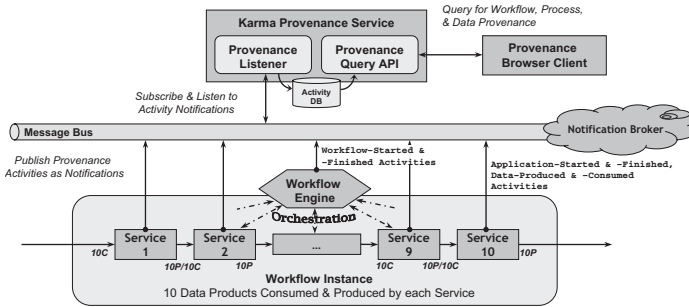 Query for Workflow, Process,
& Data Provenance
Karma Provenance Service
Provenance
Listener
Provenance
Query API
Activity
DB
Provenance
Browser Client
Subscribe & Listen to
Activity Notifications
Message Bus
Notification Broker
Publish Provenance
Activities as Notifications
Workflow-Started &
-Finished Activities
Application-Started & -Finished,
Data-Produced & -Consumed
Activities
Workflow
Engine
Orchestration
Service
1
Service
2
...
Service
9
Service
10
10C
10P/10C
10P
10C
10P/10C
10P
Workflow Instance
10 Data Products Consumed & Produced by each Service